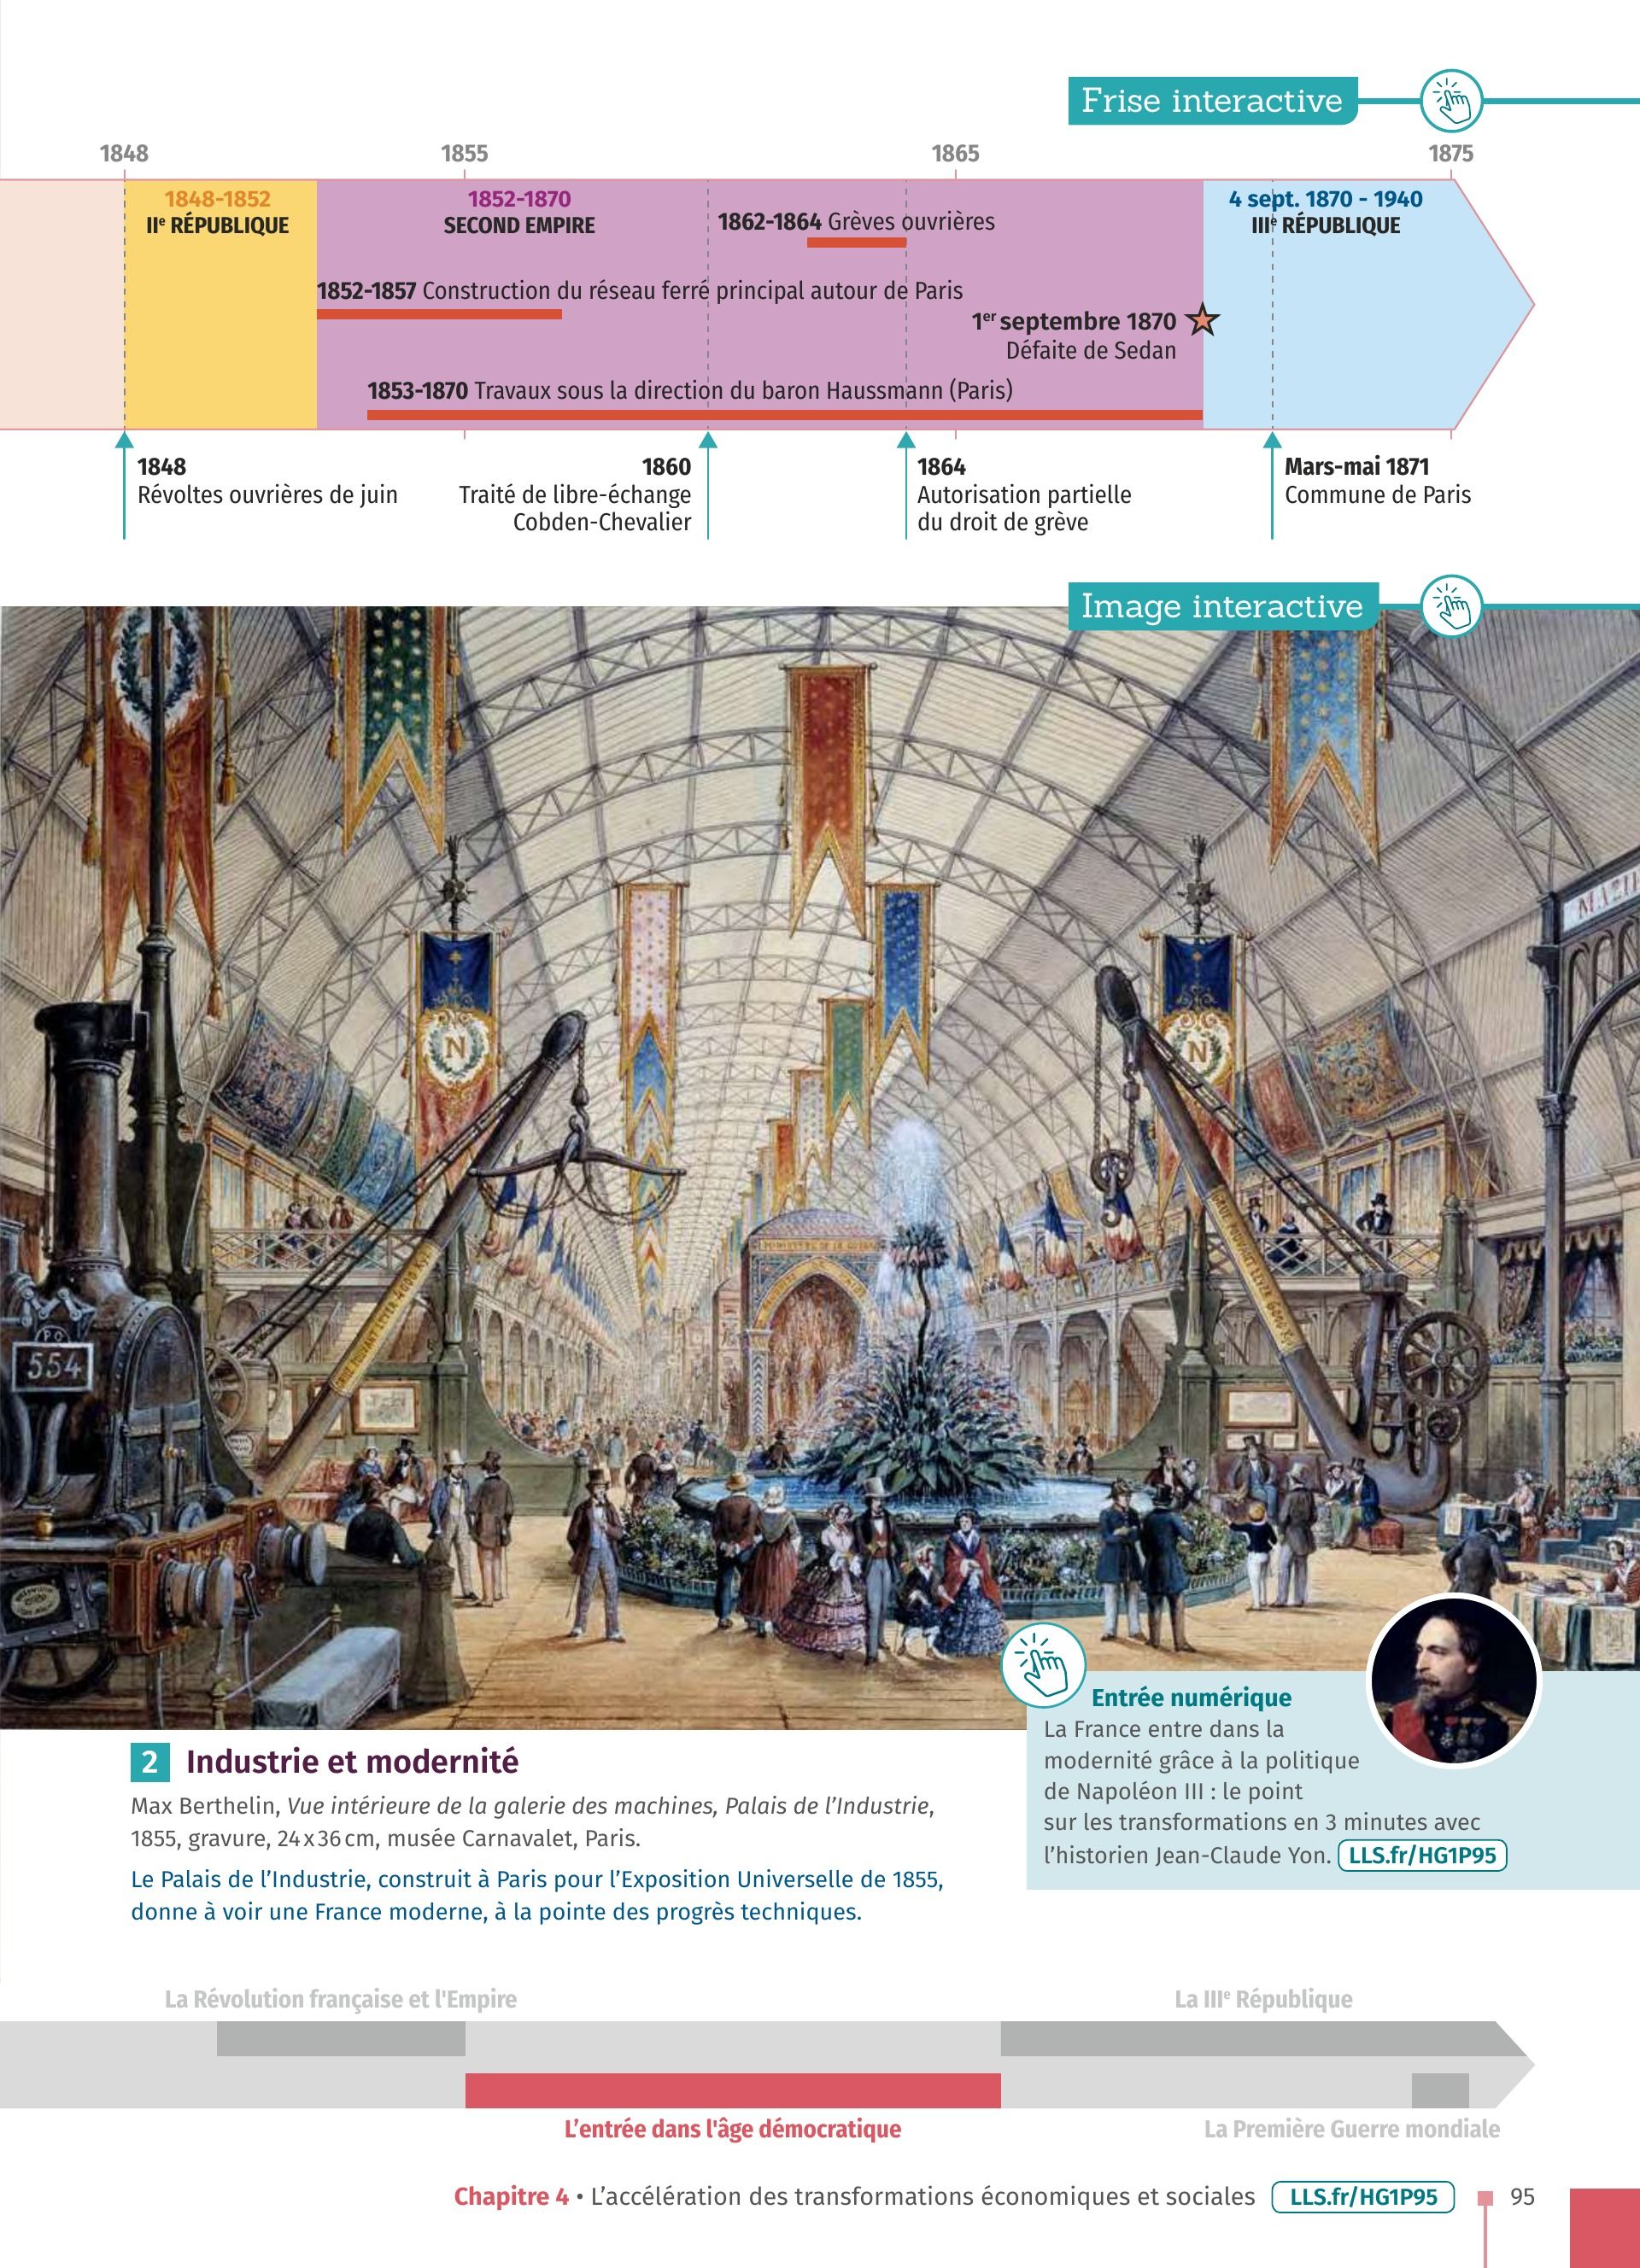 Frise interactive
1848
1855
1865
1875
1848-1852
IIe RÉPUBLIQUE
1852-1870
SECOND EMPIRE
1862-1864 Grèves ouvrières
4 sept. 1870 - 1940
IIIe RÉPUBLIQUE
1852-1857 Construction du réseau ferré principal autour de Paris
1er septembre 1870
Défaite de Sedan
1853-1870 Travaux sous la direction du baron Haussmann (Paris)
1848
Révoltes ouvrières de juin
1860
Traité de libre-échange
Cobden-Chevalier
1864
Autorisation partielle
du droit de grève
Mars-mai 1871
Commune de Paris
Image interactive
N
N
PO
554
Entrée numérique
La France entre dans la
modernité grâce à la politique
de Napoléon III : le point
sur les transformations en 3 minutes avec
l'historien Jean-Claude Yon. LLS.fr/HG1P95
2 Industrie et modernité
Max Berthelin, Vue intérieure de la galerie des machines, Palais de l'Industrie,
1855, gravure, 24 x 36 cm, musée Carnavalet, Paris.
Le Palais de l'Industrie, construit à Paris pour l'Exposition Universelle de 1855,
donne à voir une France moderne, à la pointe des progrès techniques.
La Révolution française et l'Empire
La IIIe République
L'entrée dans l'âge démocratique
La Première Guerre mondiale
Chapitre 4 • L'accélération des transformations économiques et sociales LLS.fr/HG1P95 95